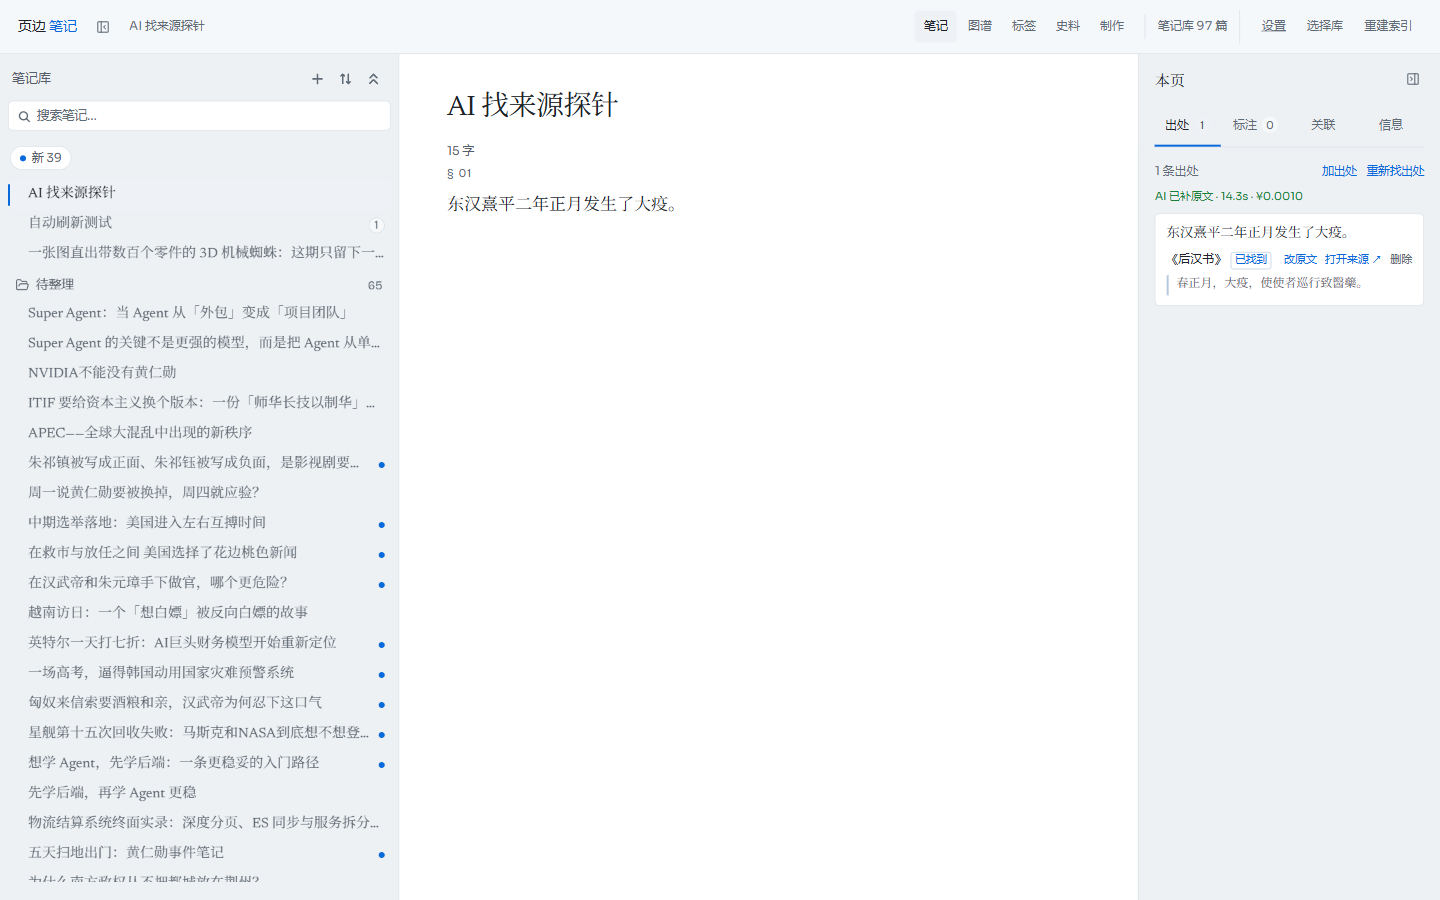 页边 笔记
AI 找来源探针
笔记 图谱 标签 史料 制作 笔记库 97 篇 设置 选择库 重建索引
笔记库
搜索笔记...
新 39
AI 找来源探针
自动刷新测试 1
一张图直出带数百个零件的 3D 机械蜘蛛：这期只留下一...
待整理 65
Super Agent：当 Agent 从「外包」变成「项目团队」
Super Agent 的关键不是更强的模型，而是把 Agent 从单...
NVIDIA不能没有黄仁勋
ITIF 要给资本主义换个版本：一份「师华长技以制华」...
APEC——全球大混乱中出现的新秩序
朱祁镇被写成正面、朱祁钰被写成负面，是影视剧要...
周一说黄仁勋要被换掉，周四就应验？
中期选举落地：美国进入左右互搏时间
在救市与放任之间 美国选择了花边桃色新闻
在汉武帝和朱元璋手下做官，哪个更危险？
越南访日：一个「想白嫖」被反向白嫖的故事
英特尔一天打七折：AI巨头财务模型开始重新定位
一场高考，逼得韩国动用国家灾难预警系统
匈奴来信索要酒粮和亲，汉武帝为何忍下这口气
星舰第十五次回收失败：马斯克和NASA到底想不想登...
想学 Agent，先学后端：一条更稳妥的入门路径
先学后端，再学 Agent 更稳
物流结算系统终面实录：深度分页、ES 同步与服务拆分...
五天扫地出门：黄仁勋事件笔记
为什么南方政权从不把都城放在荆州？
AI 找来源探针
15 字
§ 01
东汉熹平二年正月发生了大疫。
本页
出处 1 标注 0 关联 信息
1 条出处 加出处 重新找出处
AI 已补原文 · 14.3s · ¥0.0010
东汉熹平二年正月发生了大疫。
《后汉书》 已找到 改原文 打开来源 ↗ 删除
春正月，大疫，使使者巡行致醫藥。